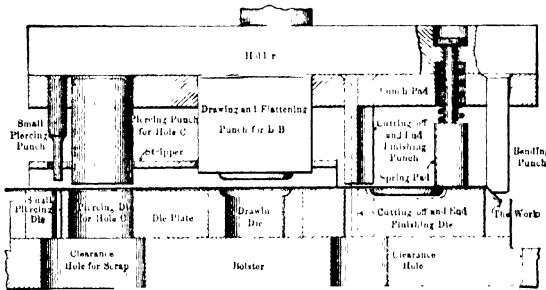 Holder
Punch Pad
Small
Piercing
Punch
Piercing Punch
for Hole C
Stripper
Drawing and Flattening
Punch for B B
Cutting off
and End
Finishing
Punch
Spring Pad
Bending
Punch
Small
Piercing
Die
Piercing Die
for Hole C
Die Plate
Drawing
Die
Cutting off and End
Finishing Die
The Work
Clearance
Hole for Scrap
Bolster
Clearance
Hole